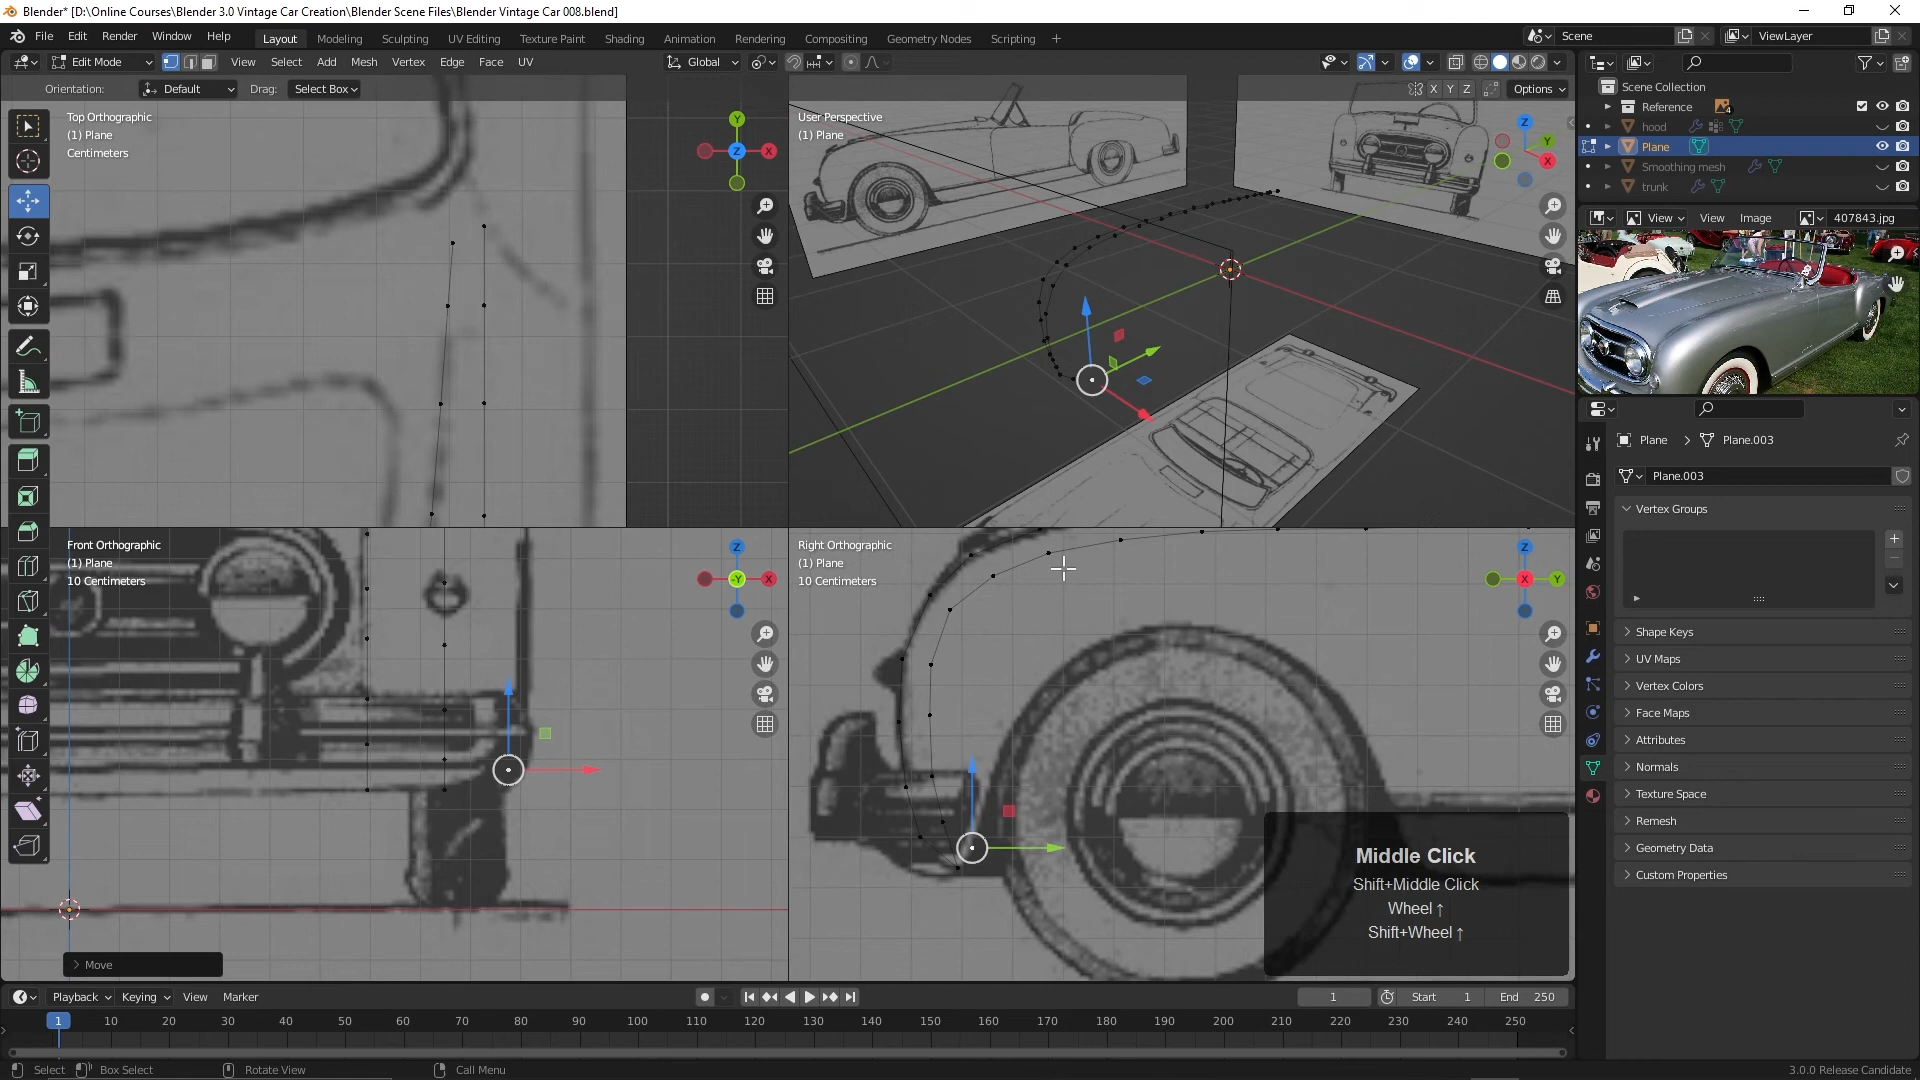 Blender* [D:\Online Courses\Blender 3.0 Vintage Car Creation\Blender Scene Files\Blender Vintage Car 008.blend]
File Edit Render Window Help Layout Modeling Sculpting UV Editing Texture Paint Shading Animation Rendering Compositing Geometry Nodes Scripting + Scene ViewLayer
Edit Mode View Select Add Mesh Vertex Edge Face UV Global
Orientation: Default Drag: Select Box X Y Z Options
Top Orthographic
(1) Plane
Centimeters
User Perspective
(1) Plane
Front Orthographic
(1) Plane
10 Centimeters
Right Orthographic
(1) Plane
10 Centimeters
Middle Click
Shift+Middle Click
Wheel ↑
Shift+Wheel ↑
Move
Scene Collection
Reference 4
hood
Plane
Smoothing mesh
trunk
View View Image 407843.jpg
Plane Plane.003
Plane.003
Vertex Groups
Shape Keys
UV Maps
Vertex Colors
Face Maps
Attributes
Normals
Texture Space
Remesh
Geometry Data
Custom Properties
Playback Keying View Marker 1 Start 1 End 250
1 10 20 30 40 50 60 70 80 90 100 110 120 130 140 150 160 170 180 190 200 210 220 230 240 250
Select Box Select Rotate View Call Menu 3.0.0 Release Candidate